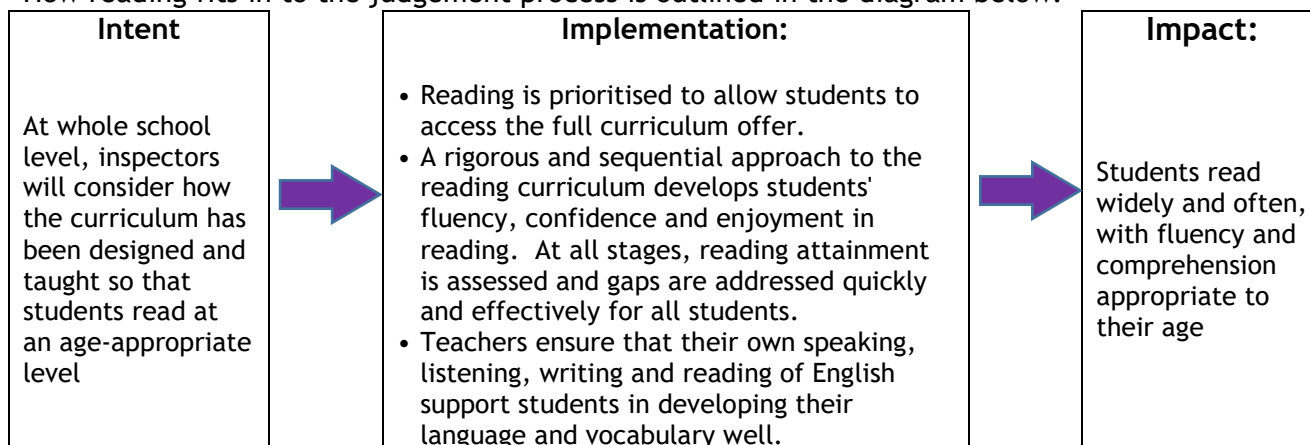 How reading fits in to the judgement process is outlined in the diagram below.
Intent
At whole school
level, inspectors
will consider how
the curriculum has
been designed and
taught so that
students read at
an age-appropriate
level
Implementation:
• Reading is prioritised to allow students to
access the full curriculum offer.
• A rigorous and sequential approach to the
reading curriculum develops students'
fluency, confidence and enjoyment in
reading. At all stages, reading attainment
is assessed and gaps are addressed quickly
and effectively for all students.
• Teachers ensure that their own speaking,
listening, writing and reading of English
support students in developing their
language and vocabulary well.
Impact:
Students read
widely and often,
with fluency and
comprehension
appropriate to
their age